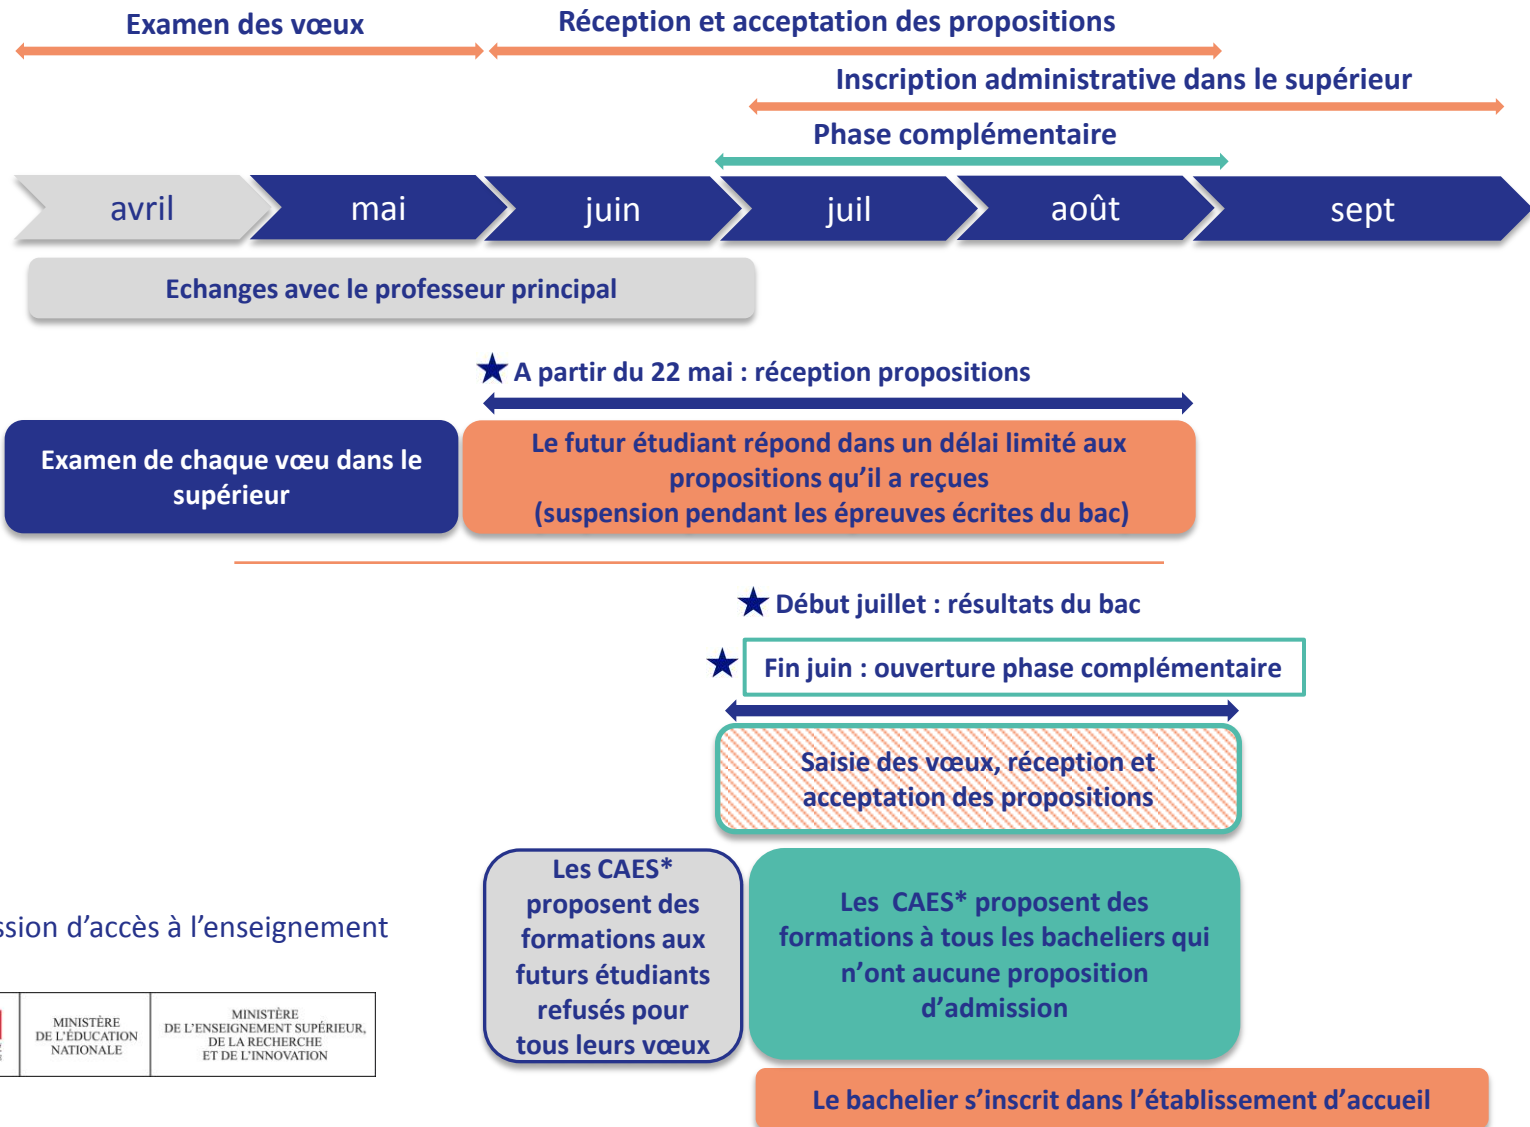 Examen des vœux
Réception et acceptation des propositions
Inscription administrative dans le supérieur
Phase complémentaire
avril
mai
juin
juil
août
sept
Echanges avec le professeur principal
A partir du 22 mai : réception propositions
Examen de chaque vœu dans le
supérieur
Le futur étudiant répond dans un délai limité aux
propositions qu’il a reçues
(suspension pendant les épreuves écrites du bac)
Début juillet : résultats du bac
Fin juin : ouverture phase complémentaire
Saisie des vœux, réception et
acceptation des propositions
Les CAES*
proposent des
formations aux
futurs étudiants
refusés pour
tous leurs vœux
Les CAES* proposent des
formations à tous les bacheliers qui
n’ont aucune proposition
d’admission
ssion d’accès à l’enseignement
MINISTÈRE
DE L’ÉDUCATION
NATIONALE
MINISTÈRE
DE L’ENSEIGNEMENT SUPÉRIEUR,
DE LA RECHERCHE
ET DE L’INNOVATION
Le bachelier s’inscrit dans l’établissement d’accueil